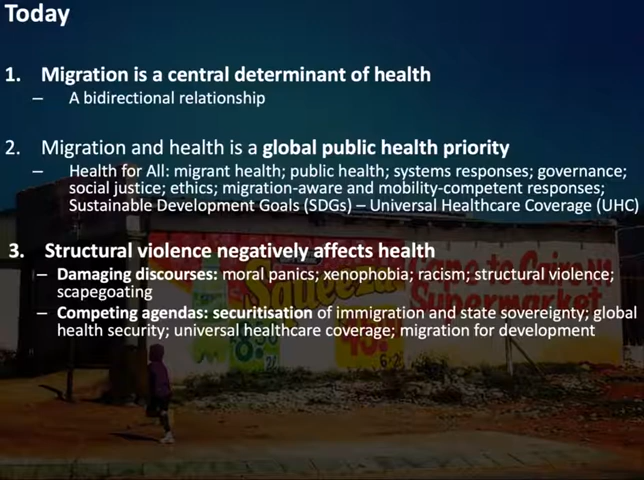 Today
1. Migration is a central determinant of health
– A bidirectional relationship
2. Migration and health is a global public health priority
– Health for All: migrant health; public health; systems responses; governance;
social justice; ethics; migration-aware and mobility-competent responses;
Sustainable Development Goals (SDGs) – Universal Healthcare Coverage (UHC)
3. Structural violence negatively affects health
– Damaging discourses: moral panics; xenophobia; racism; structural violence;
scapegoating
– Competing agendas: securitisation of immigration and state sovereignty; global
health security; universal healthcare coverage; migration for development
Cape to Cairo
Supermarket